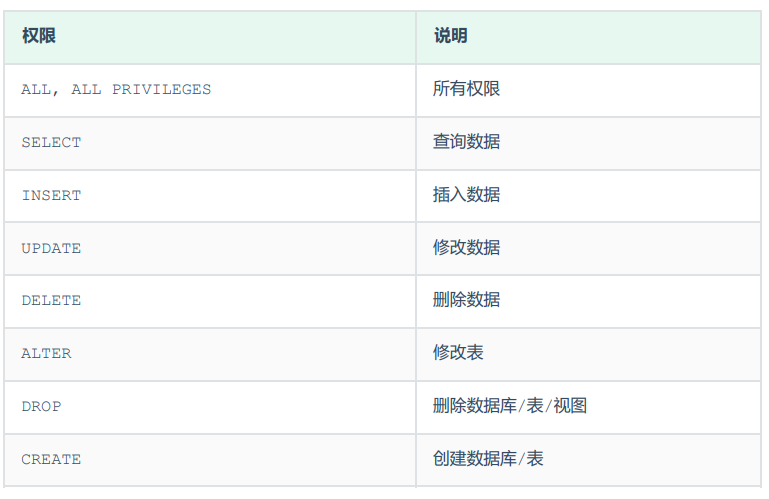 权限 说明
ALL, ALL PRIVILEGES 所有权限
SELECT 查询数据
INSERT 插入数据
UPDATE 修改数据
DELETE 删除数据
ALTER 修改表
DROP 删除数据库/表/视图
CREATE 创建数据库/表